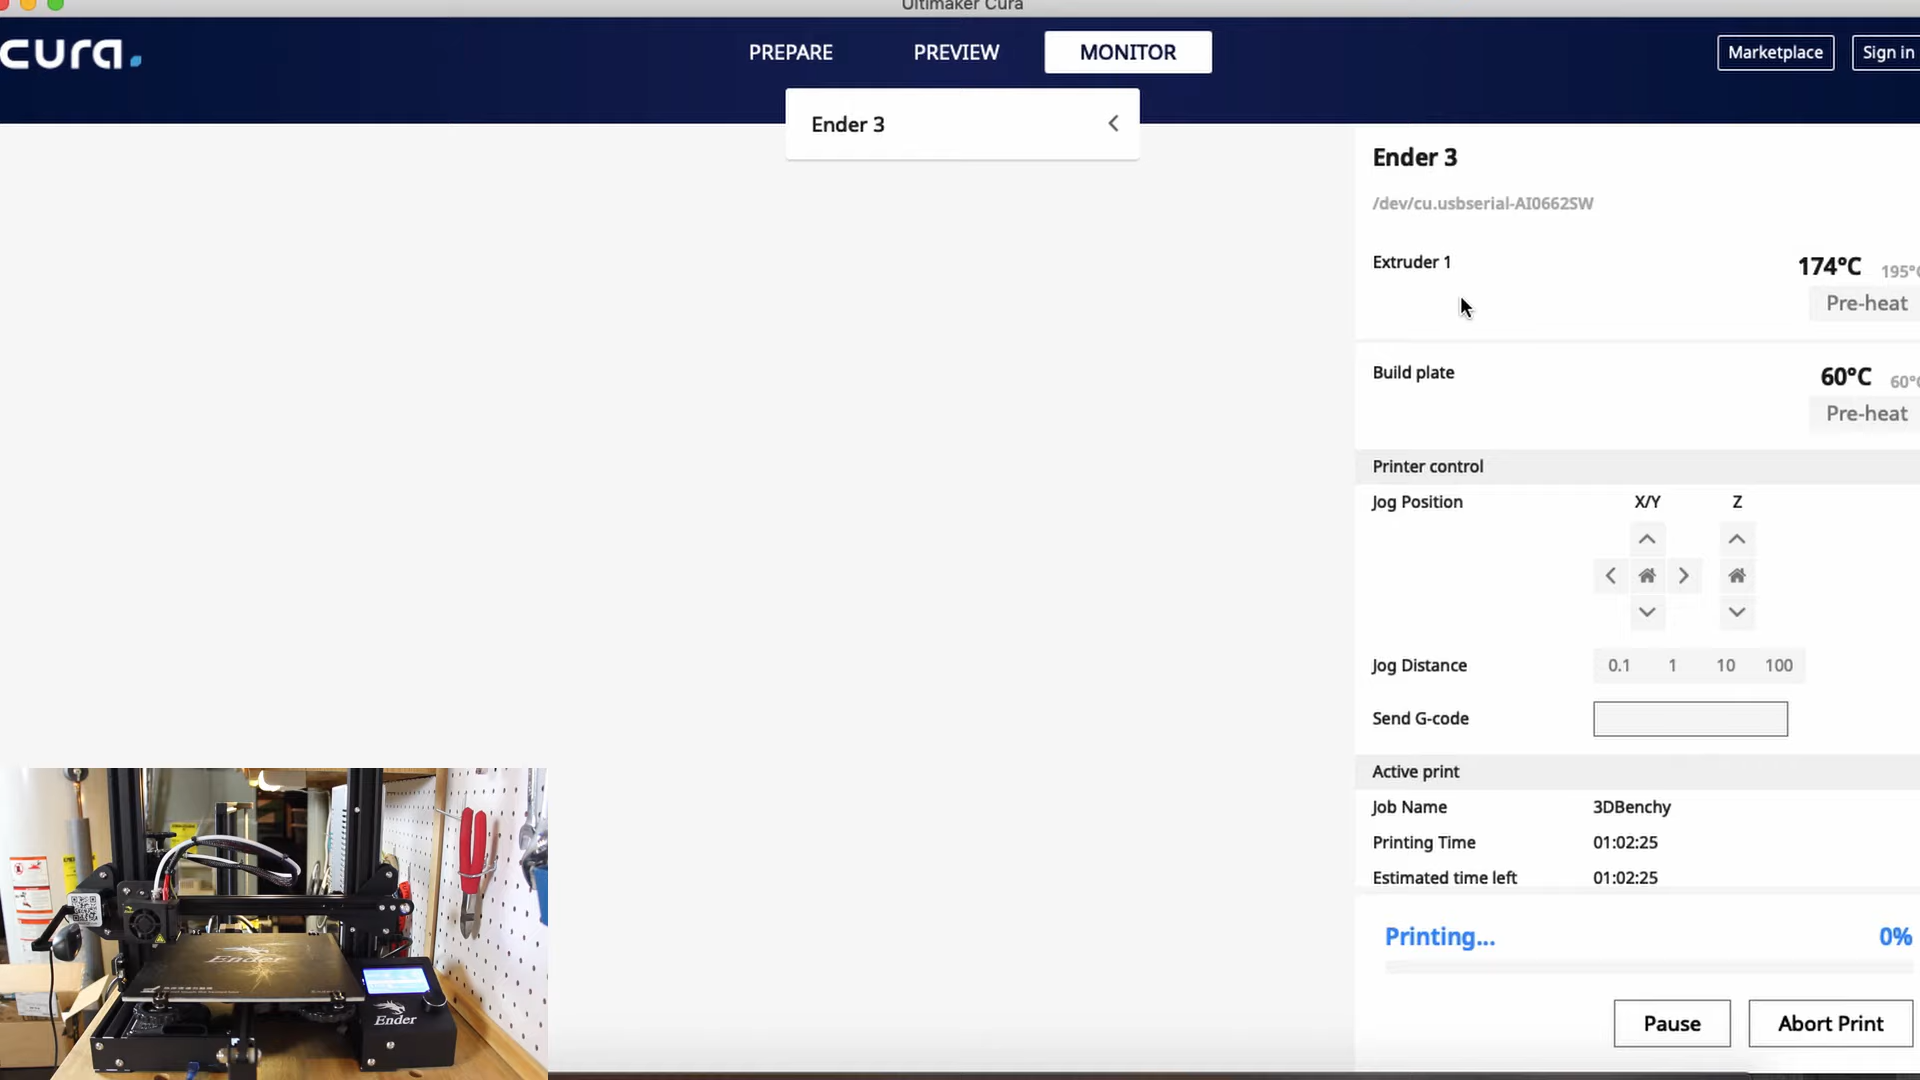 Ultimaker Cura
cura.
PREPARE
PREVIEW
MONITOR
Marketplace
Sign in
Ender 3
Ender 3
/dev/cu.usbserial-AI0662SW
Extruder 1
174°C 195°C
Pre-heat
Build plate
60°C 60°C
Pre-heat
Printer control
Jog Position
X/Y
Z
Jog Distance
0.1 1 10 100
Send G-code
Active print
Job Name
3DBenchy
Printing Time
01:02:25
Estimated time left
01:02:25
Printing...
0%
Pause
Abort Print
Ender
Ender